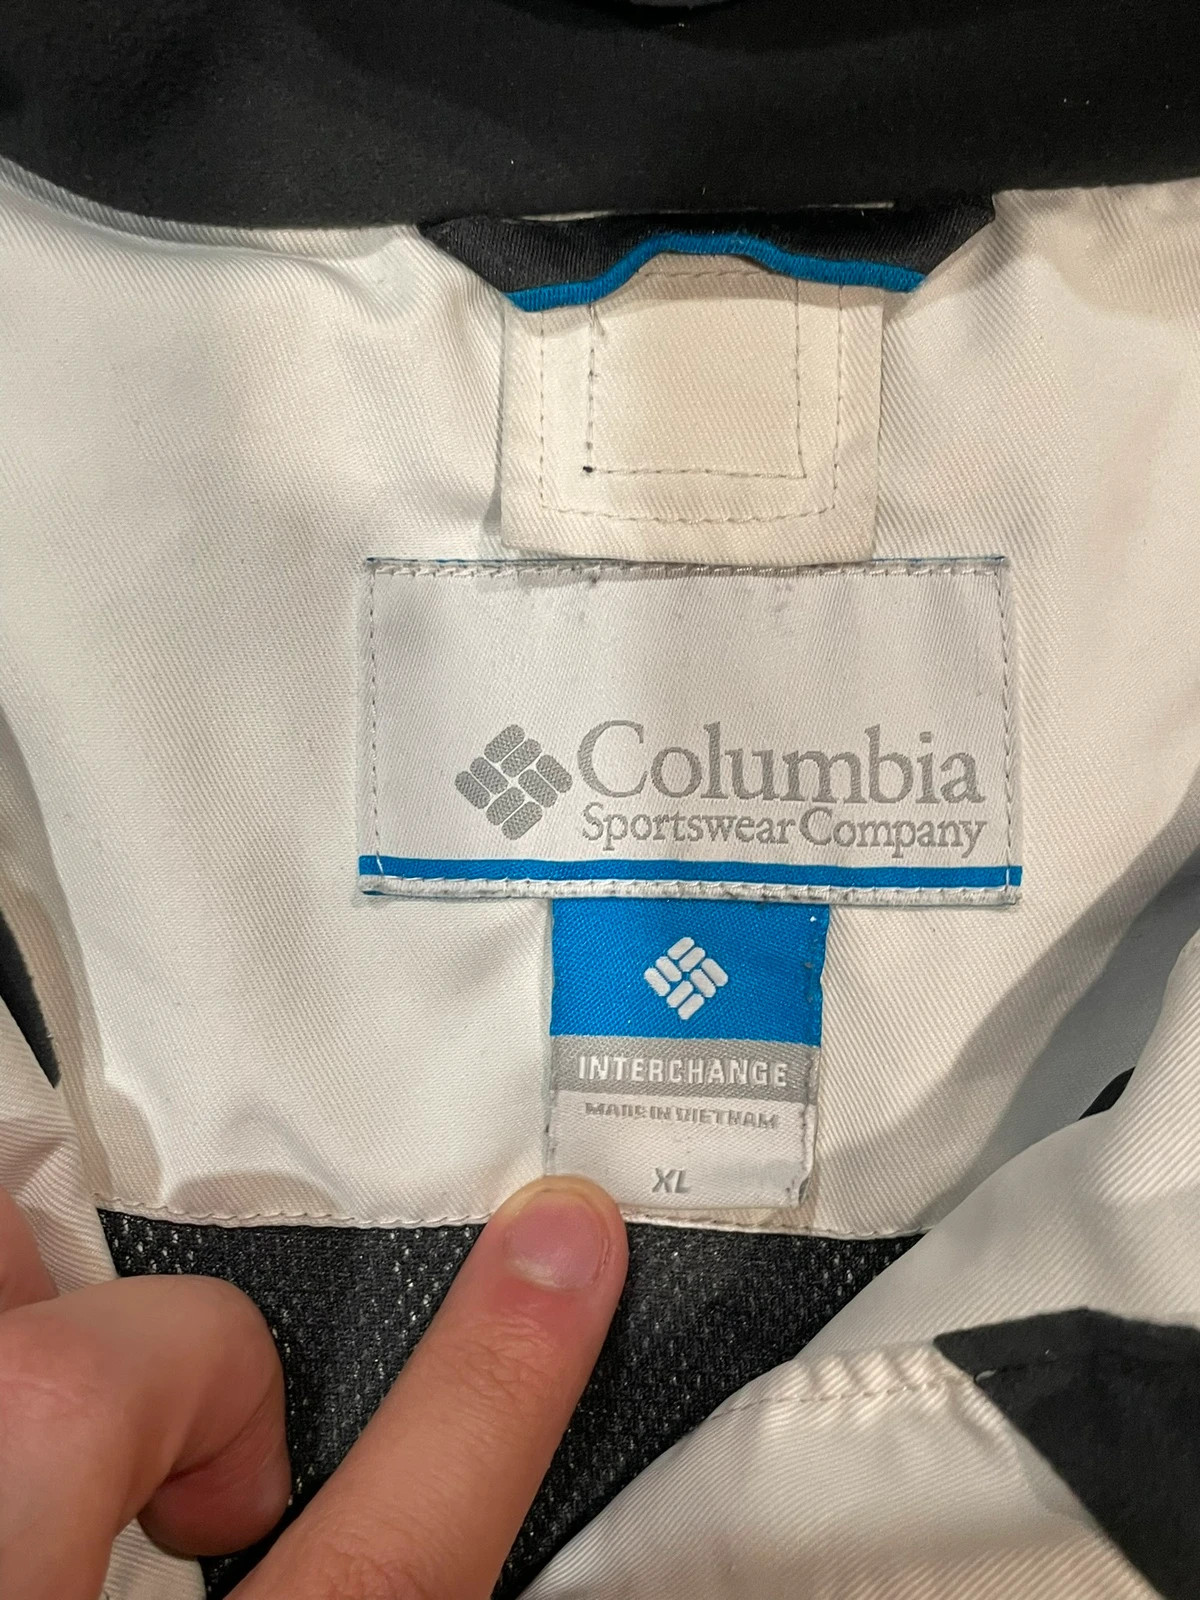 Columbia
Sportswear Company
INTERCHANGE
MADE IN VIETNAM
XL